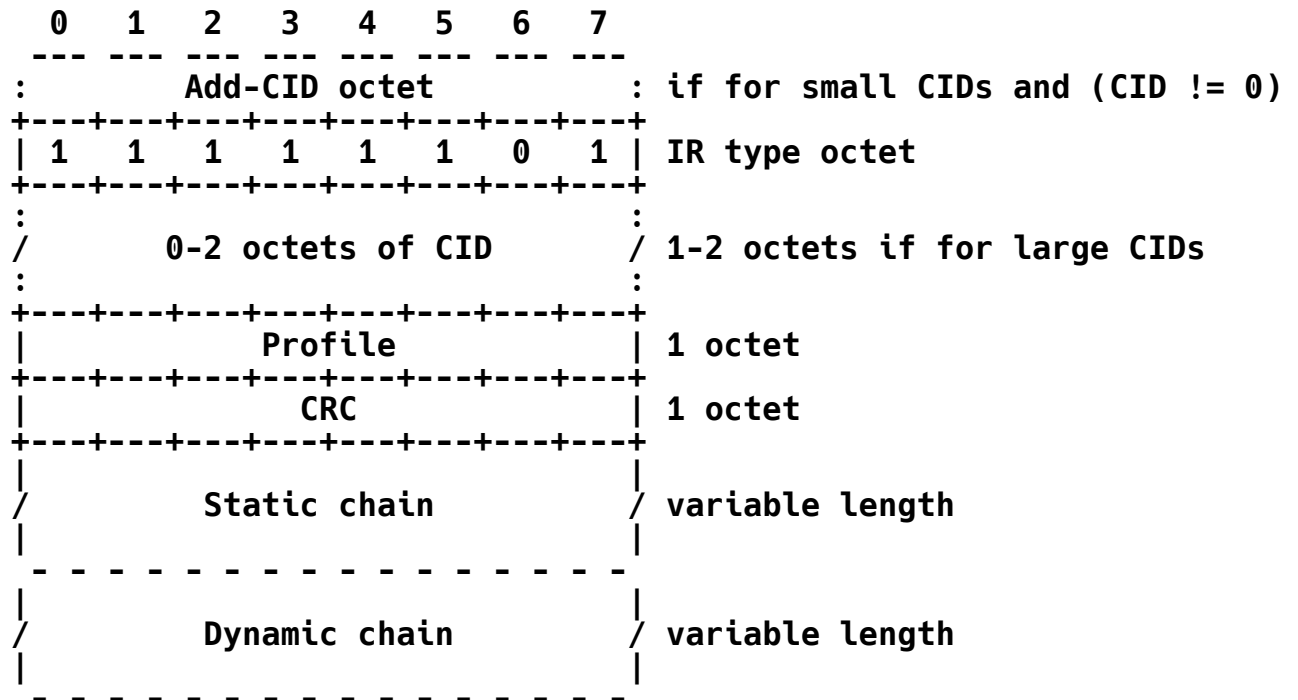 0   1   2   3   4   5   6   7
 --- --- --- --- --- --- --- ---
:        Add-CID octet          : if for small CIDs and (CID != 0)
+---+---+---+---+---+---+---+---+
| 1   1   1   1   1   1   0   1 | IR type octet
+---+---+---+---+---+---+---+---+
:                               :
/       0-2 octets of CID       / 1-2 octets if for large CIDs
:                               :
+---+---+---+---+---+---+---+---+
|            Profile            | 1 octet
+---+---+---+---+---+---+---+---+
|              CRC              | 1 octet
+---+---+---+---+---+---+---+---+
|                               |
/         Static chain          / variable length
|                               |
 - - - - - - - - - - - - - - - -
|                               |
/         Dynamic chain         / variable length
|                               |
 - - - - - - - - - - - - - - - -